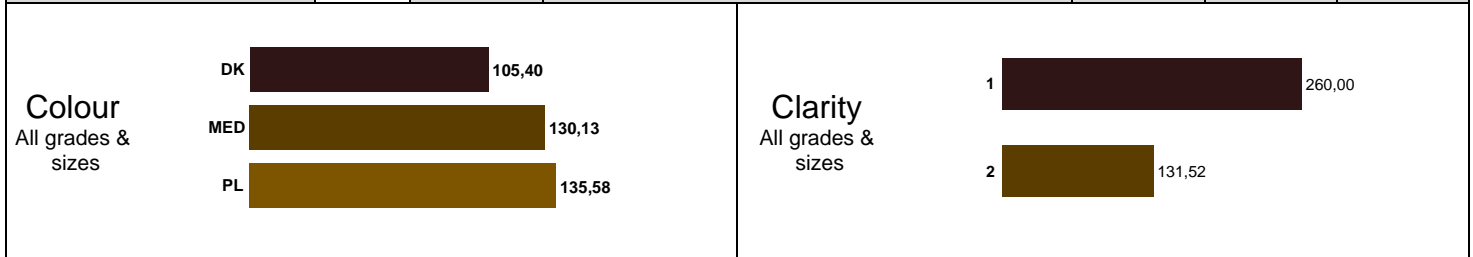 Colour
All grades &
sizes
DK 105,40
MED 130,13
PL 135,58
Clarity
All grades &
sizes
1 260,00
2 131,52